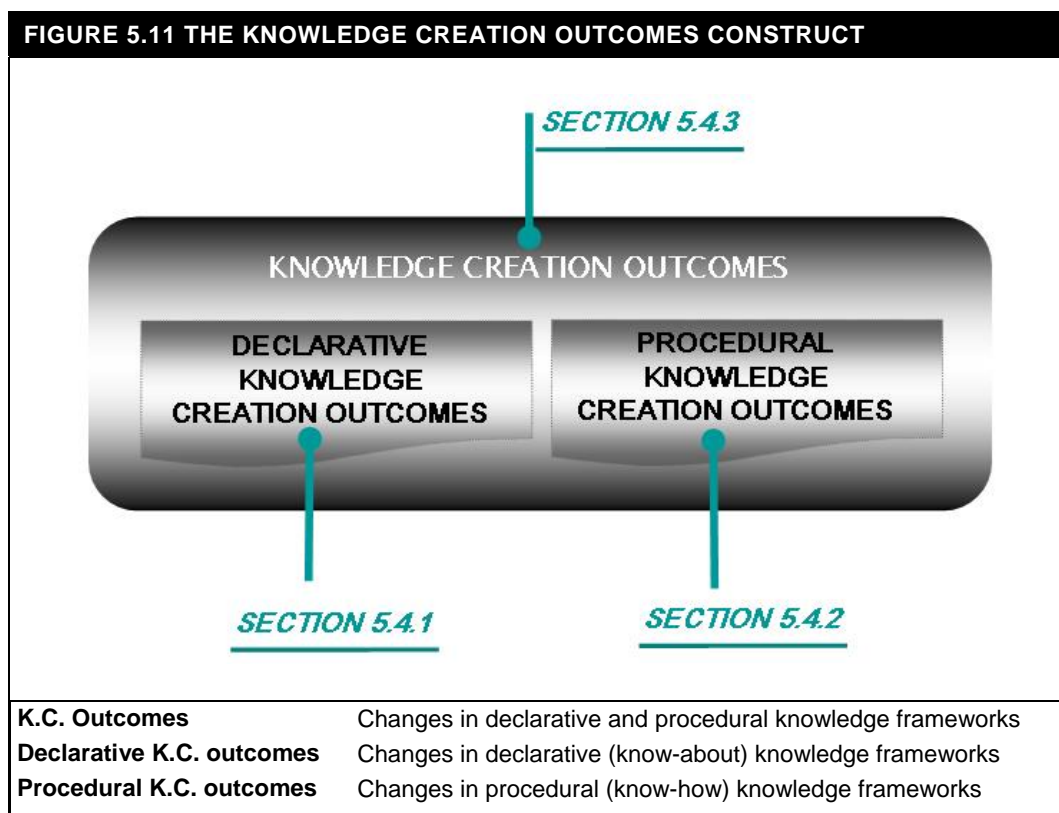 FIGURE 5.11 THE KNOWLEDGE CREATION OUTCOMES CONSTRUCT
SECTION 5.4.3
KNOWLEDGE CREATION OUTCOMES
DECLARATIVE
KNOWLEDGE
CREATION OUTCOMES
PROCEDURAL
KNOWLEDGE
CREATION OUTCOMES
SECTION 5.4.1
SECTION 5.4.2
K.C. Outcomes Changes in declarative and procedural knowledge frameworks
Declarative K.C. outcomes Changes in declarative (know-about) knowledge frameworks
Procedural K.C. outcomes Changes in procedural (know-how) knowledge frameworks